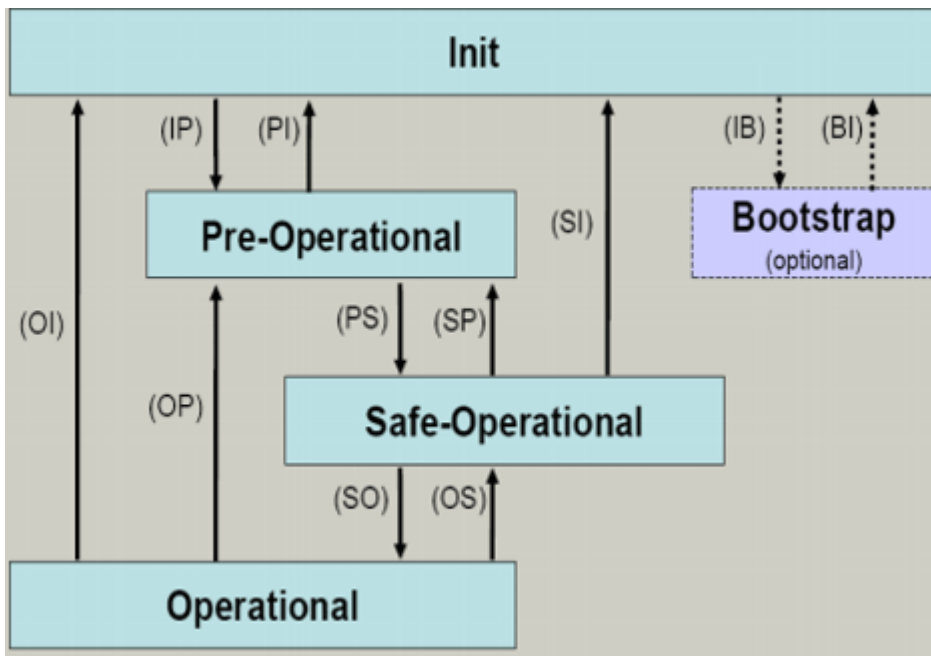 Init
(IP)
(PI)
(IB)
(BI)
Pre-Operational
(SI)
Bootstrap
(optional)
(OI)
(PS)
(SP)
(OP)
Safe-Operational
(SO)
(OS)
Operational